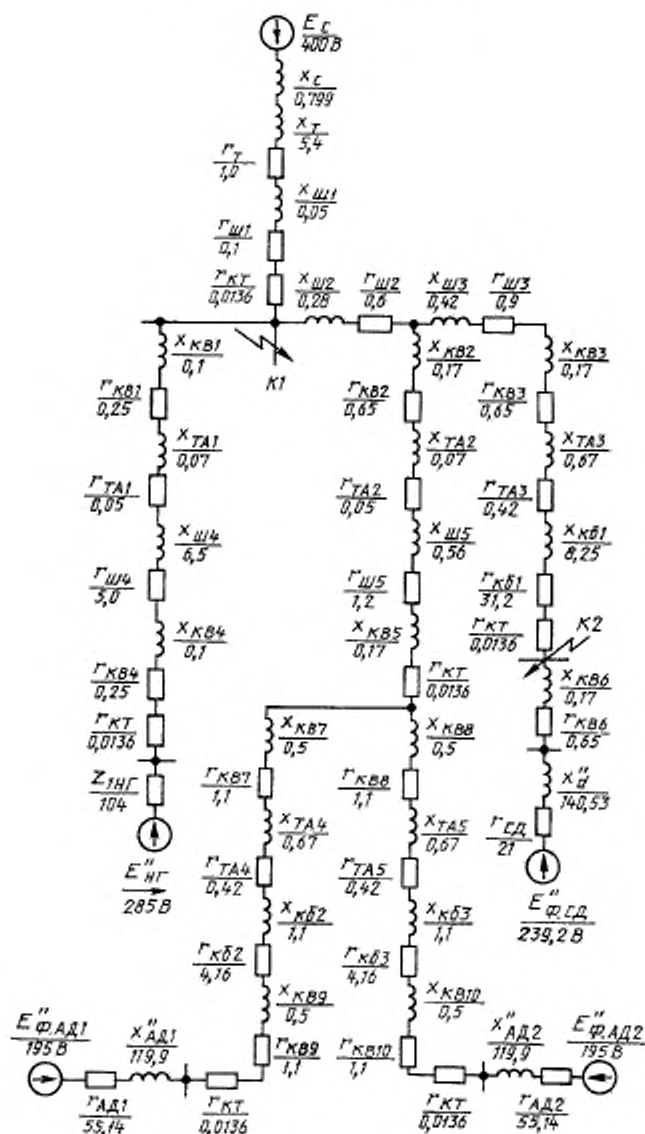 E_C
400 В
x_C
0,799
x_T
5,4
r_T
1,0
x_Ш1
0,05
r_Ш1
0,1
r_КТ
0,0136
x_Ш2
0,28
r_Ш2
0,6
x_Ш3
0,42
r_Ш3
0,9
К1
x_КВ1
0,1
x_КВ2
0,17
x_КВ3
0,17
r_КВ1
0,25
r_КВ2
0,65
r_КВ3
0,65
x_ТА1
0,07
x_ТА2
0,07
x_ТА3
0,67
r_ТА1
0,05
r_ТА2
0,05
r_ТА3
0,42
x_Ш4
6,5
x_Ш5
0,56
x_кб1
8,25
r_Ш4
3,0
r_Ш5
1,2
r_кб1
31,2
x_КВ4
0,1
x_КВ5
0,17
r_КТ
0,0136
К2
r_КВ4
0,25
r_КТ
0,0136
x_КВ6
0,17
r_КТ
0,0136
r_КВ6
0,65
Z_1НГ
104
x_КВ7
0,5
x_КВ8
0,5
x''_d
140,53
r_КВ7
1,1
r_КВ8
1,1
r_СД
21
E''_НГ
285 В
x_ТА4
0,67
x_ТА5
0,67
E''_Ф.СД
239,2 В
r_ТА4
0,42
r_ТА5
0,42
x_кб2
1,1
x_кб3
1,1
r_кб2
4,16
r_кб3
4,16
x_КВ9
0,5
x_КВ10
0,5
E''_Ф.АД1
195 В
x''_АД1
119,9
r_КВ9
1,1
r_КВ10
1,1
x''_АД2
119,9
E''_Ф.АД2
195 В
r_АД1
55,14
r_КТ
0,0136
r_КТ
0,0136
r_АД2
55,14